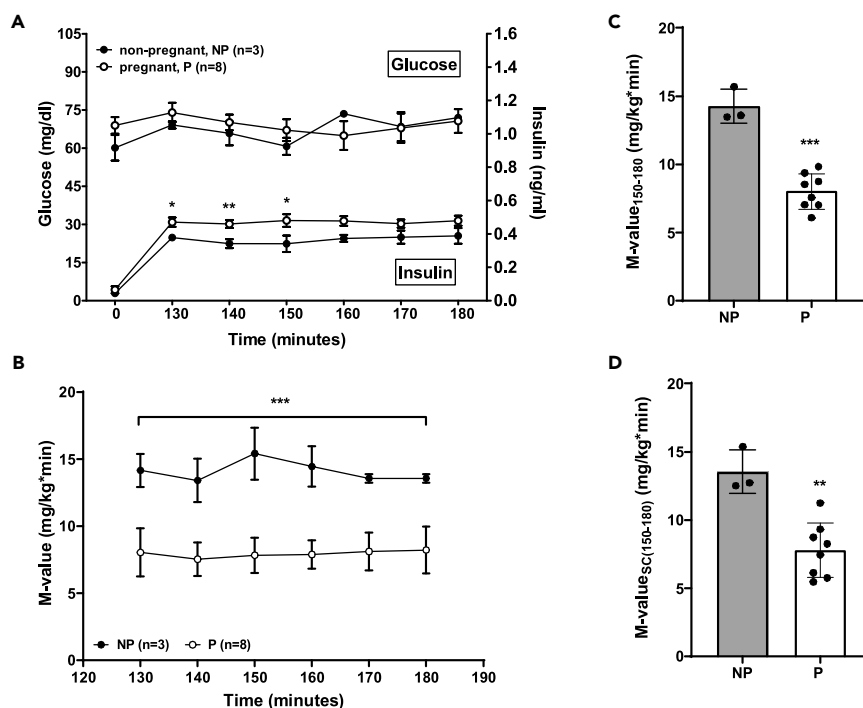 A
non-pregnant, NP (n=3)
pregnant, P (n=8)
Glucose
Insulin
Glucose (mg/dl)
105
90
75
60
45
30
15
0
Insulin (ng/ml)
1.6
1.4
1.2
1.0
0.8
0.6
0.4
0.2
0.0
*
**
*
0 130 140 150 160 170 180
Time (minutes)
B
M-value (mg/kg*min)
20
15
10
5
0
***
NP (n=3) P (n=8)
120 130 140 150 160 170 180 190
Time (minutes)
C
M-value150-180 (mg/kg*min)
20
15
10
5
0
***
NP P
D
M-valueSC(150-180) (mg/kg*min)
20
15
10
5
0
**
NP P